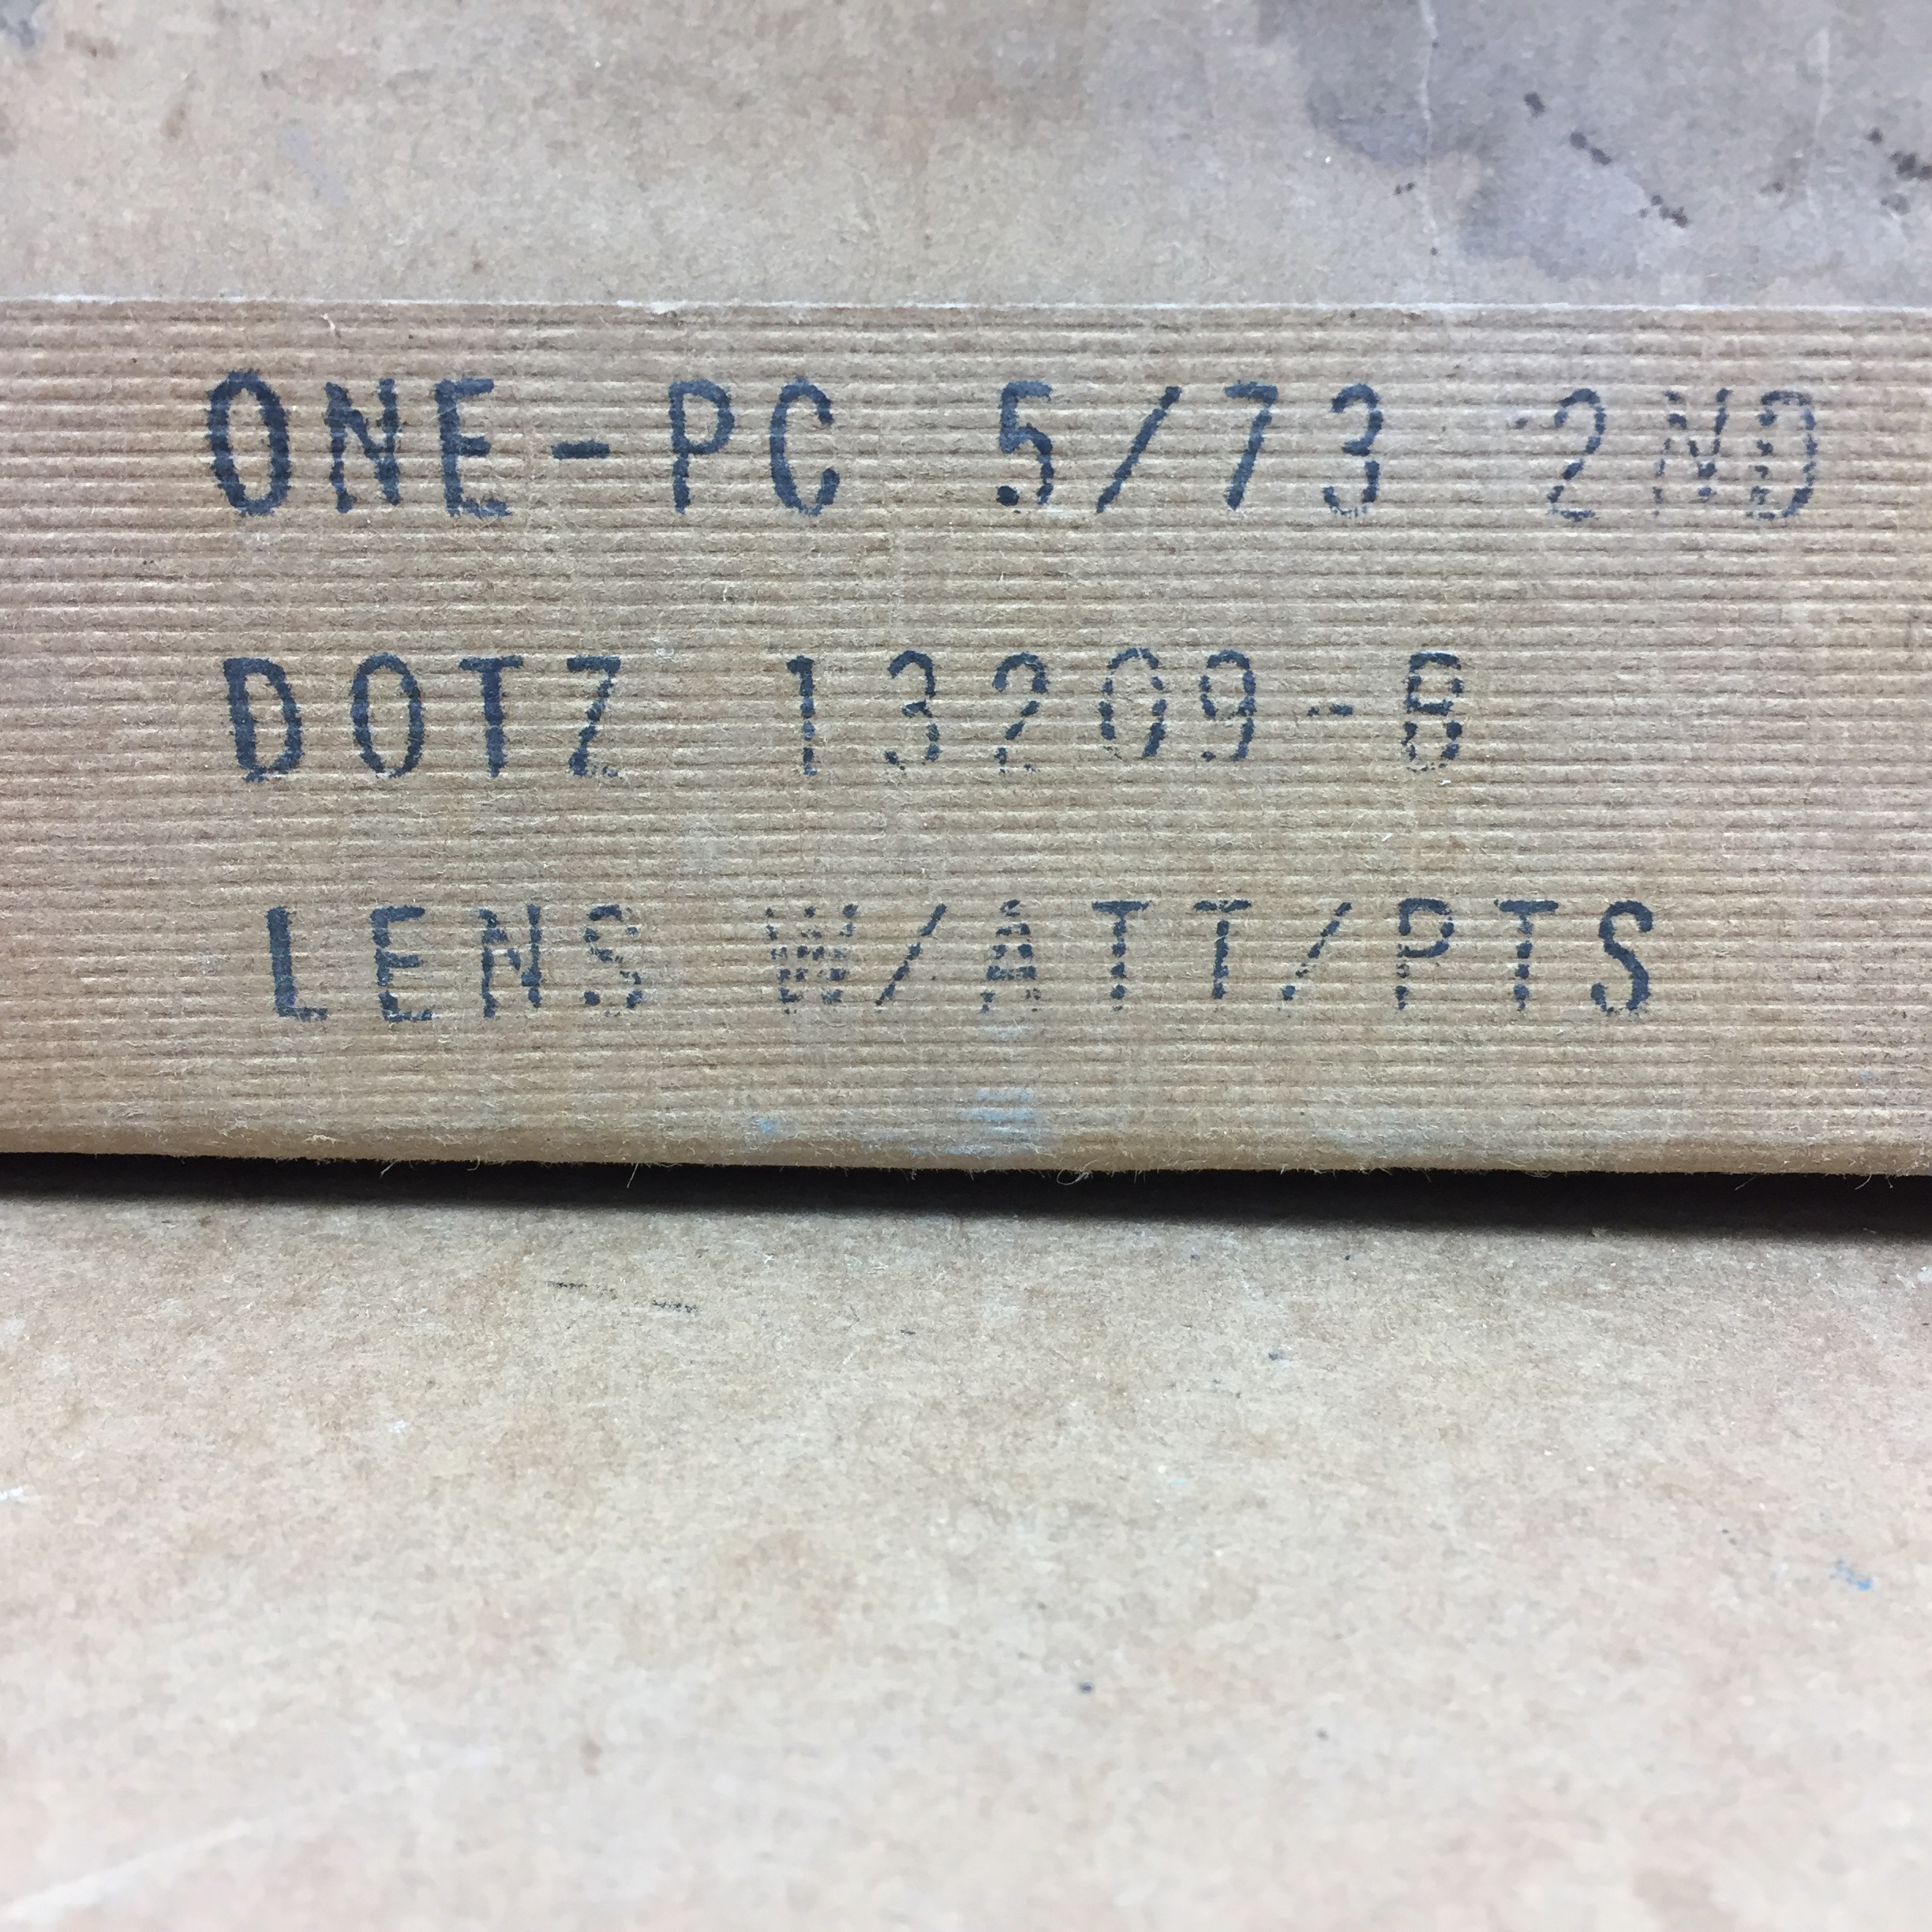 ONE-PC 5/73 2ND
DOTZ 13209-B
LENS W/ATT/PTS